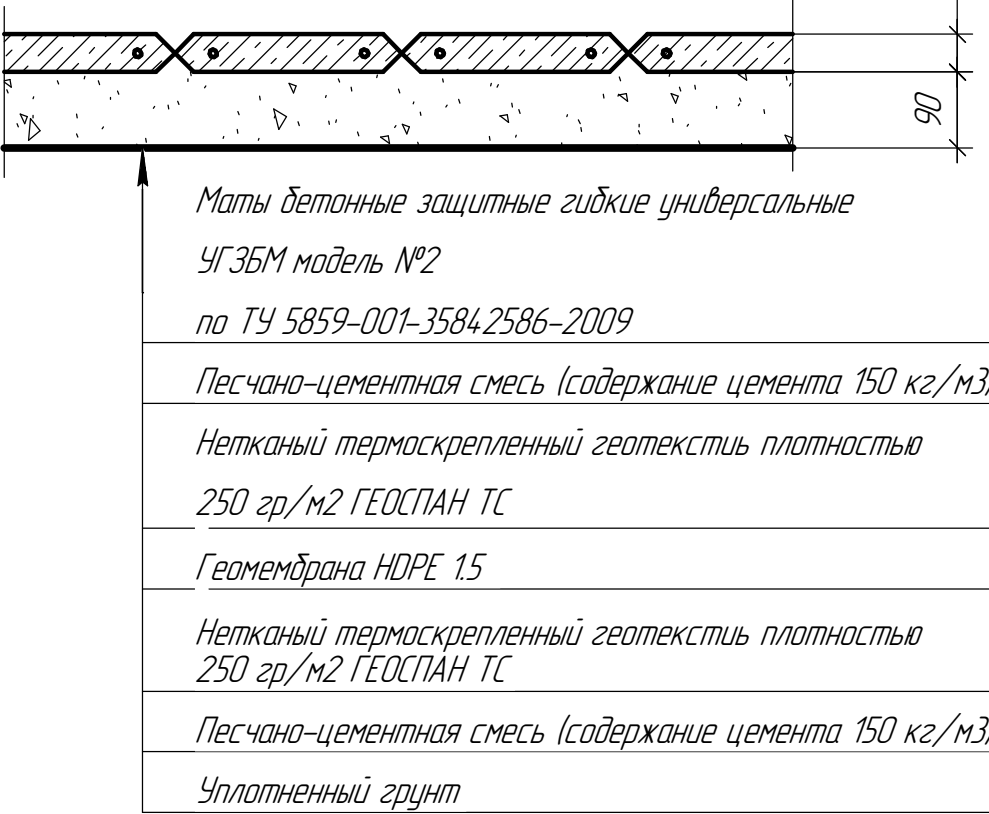 90
Маты бетонные защитные гибкие универсальные
УГЗБМ модель №2
по ТУ 5859-001-35842586-2009
Песчано-цементная смесь (содержание цемента 150 кг/м3)
Нетканый термоскрепленный геотекстиь плотностью
250 гр/м2 ГЕОСПАН ТС
Геомембрана HDPE 1.5
Нетканый термоскрепленный геотекстиь плотностью
250 гр/м2 ГЕОСПАН ТС
Песчано-цементная смесь (содержание цемента 150 кг/м3)
Уплотненный грунт